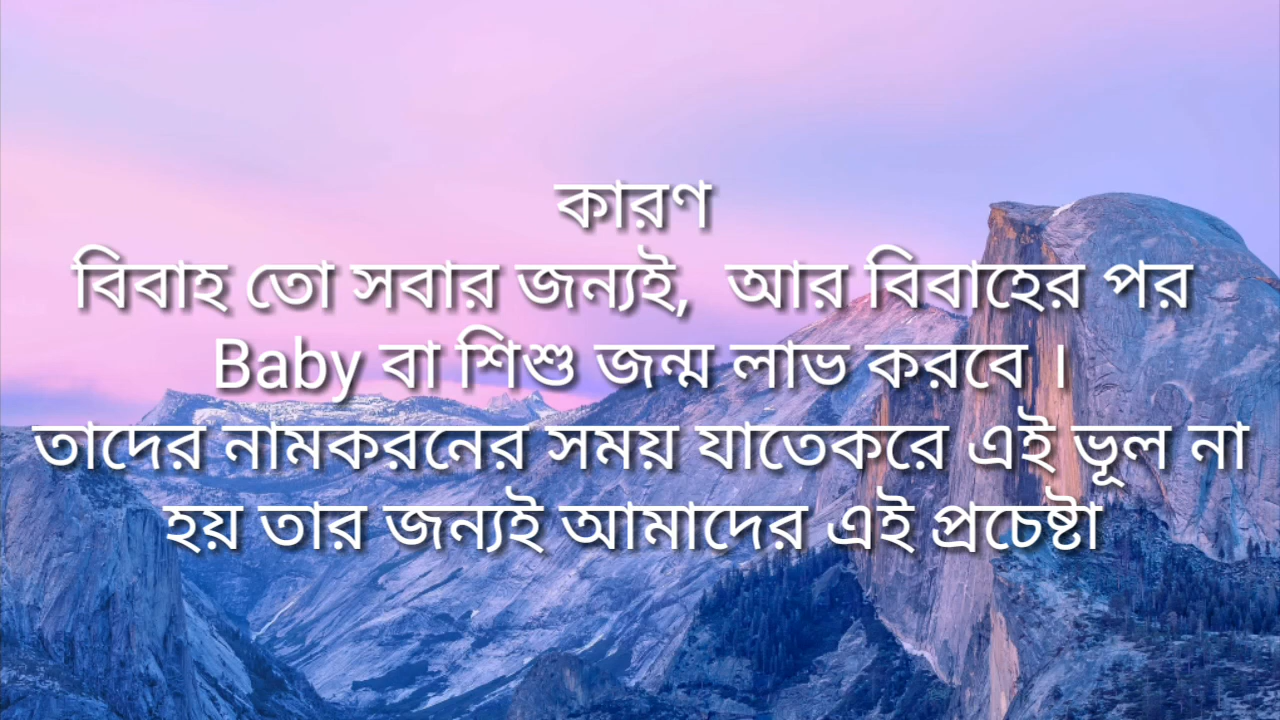 কারণ
বিবাহ তো সবার জন্যই, আর বিবাহের পর
Baby বা শিশু জন্ম লাভ করবে ।
তাদের নামকরনের সময় যাতেকরে এই ভূল না
হয় তার জন্যই আমাদের এই প্রচেষ্টা